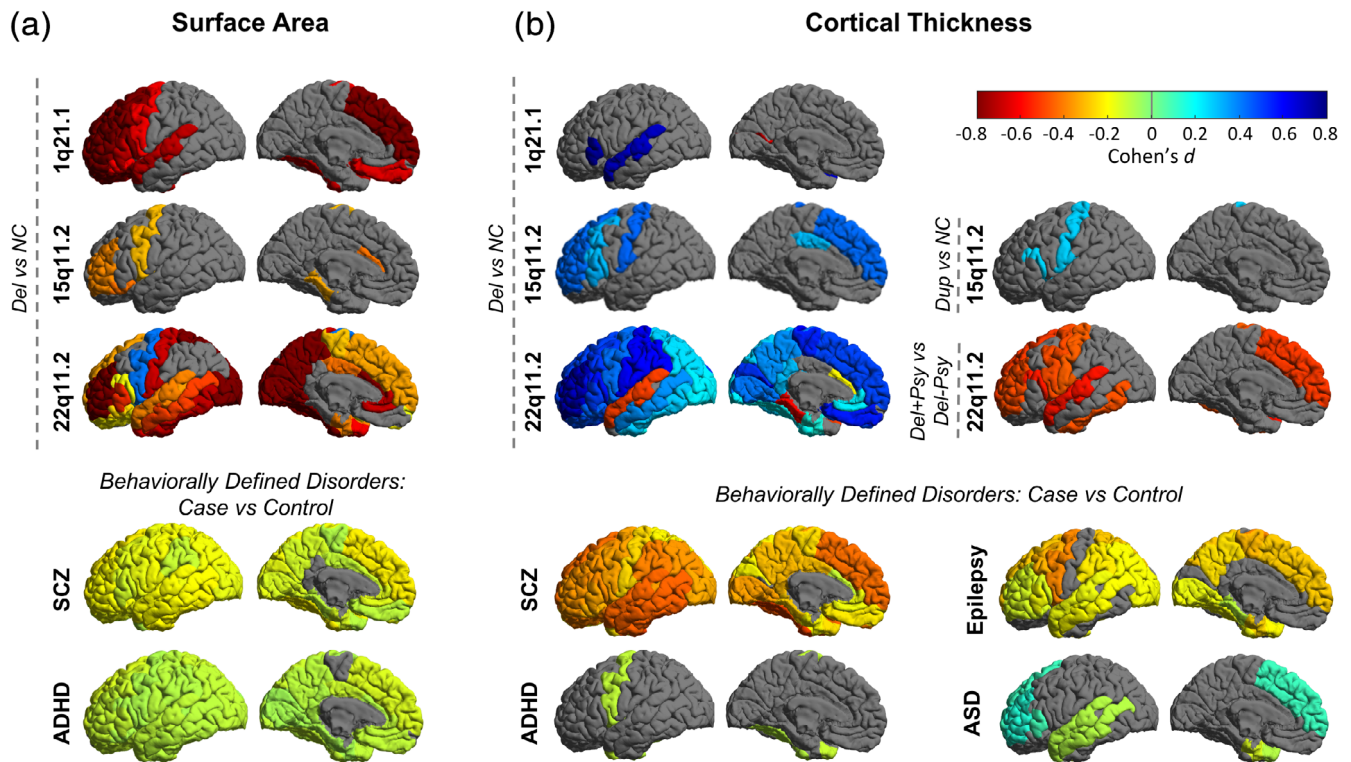 (a) Surface Area
(b) Cortical Thickness
Del vs NC
1q21.1
15q11.2
22q11.2
Del vs NC
1q21.1
15q11.2
22q11.2
-0.8 -0.6 -0.4 -0.2 0 0.2 0.4 0.6 0.8
Cohen's d
Dup vs NC
15q11.2
Del+Psy vs
Del-Psy
22q11.2
Behaviorally Defined Disorders:
Case vs Control
SCZ
ADHD
Behaviorally Defined Disorders: Case vs Control
SCZ
Epilepsy
ADHD
ASD